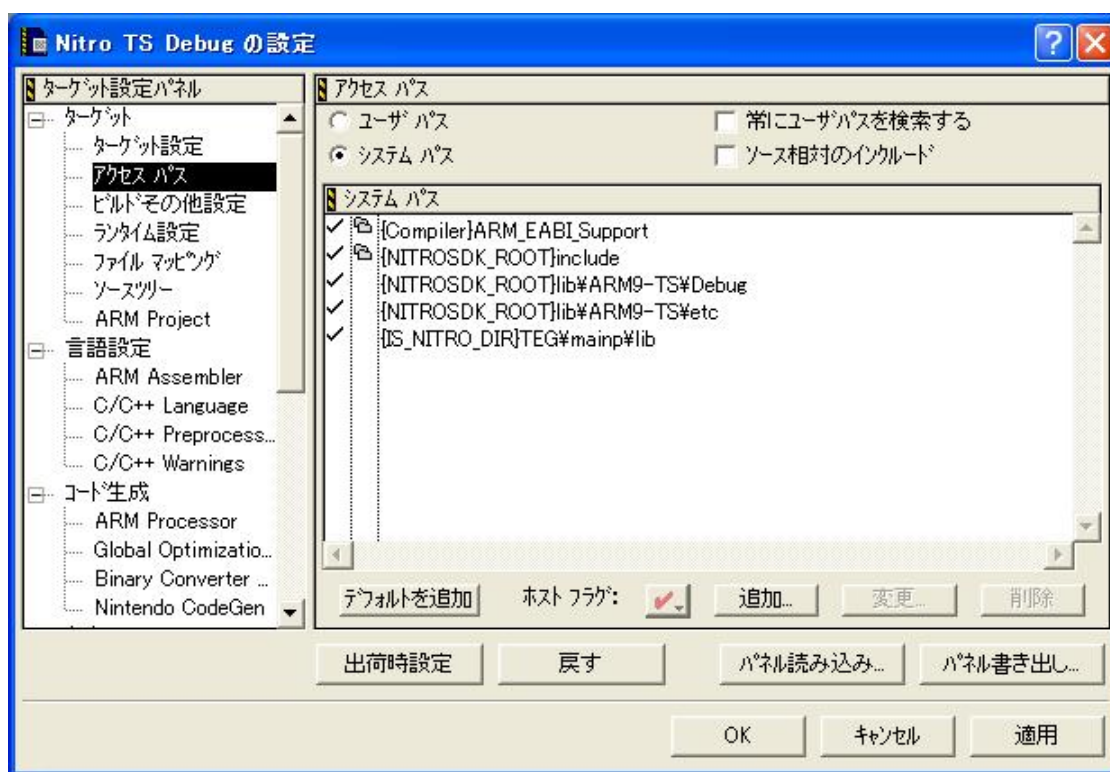 Nitro TS Debug の設定
ターゲット設定パネル
ターゲット
ターゲット設定
アクセス パス
ビルドその他設定
ランタイム設定
ファイル マッピング
ソースツリー
ARM Project
言語設定
ARM Assembler
C/C++ Language
C/C++ Preprocess...
C/C++ Warnings
コード生成
ARM Processor
Global Optimizatio...
Binary Converter ...
Nintendo CodeGen
アクセス パス
ユーザ パス
常にユーザパスを検索する
システム パス
ソース相対のインクルード
システム パス
{Compiler}ARM_EABI_Support
{NITROSDK_ROOT}include
{NITROSDK_ROOT}lib¥ARM9-TS¥Debug
{NITROSDK_ROOT}lib¥ARM9-TS¥etc
{IS_NITRO_DIR}TEG¥mainp¥lib
デフォルトを追加
ホスト フラグ:
追加...
変更...
削除
出荷時設定
戻す
パネル読み込み...
パネル書き出し...
OK
キャンセル
適用